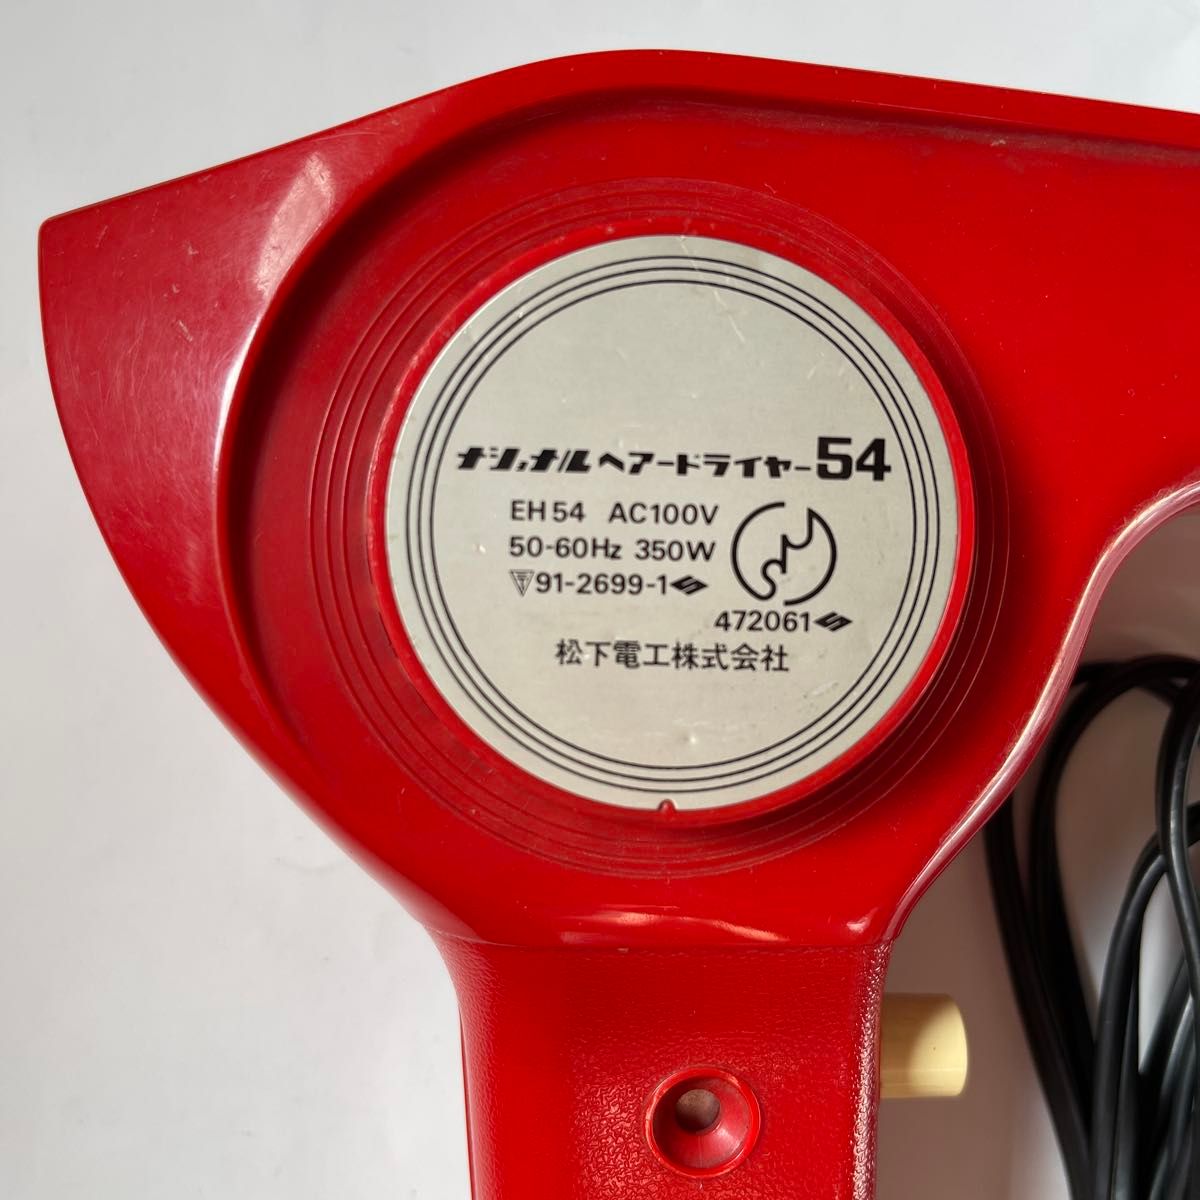 ナショナルヘアードライヤー54
EH54 AC100V
50-60Hz 350W
91-2699-1
472061
松下電工株式会社